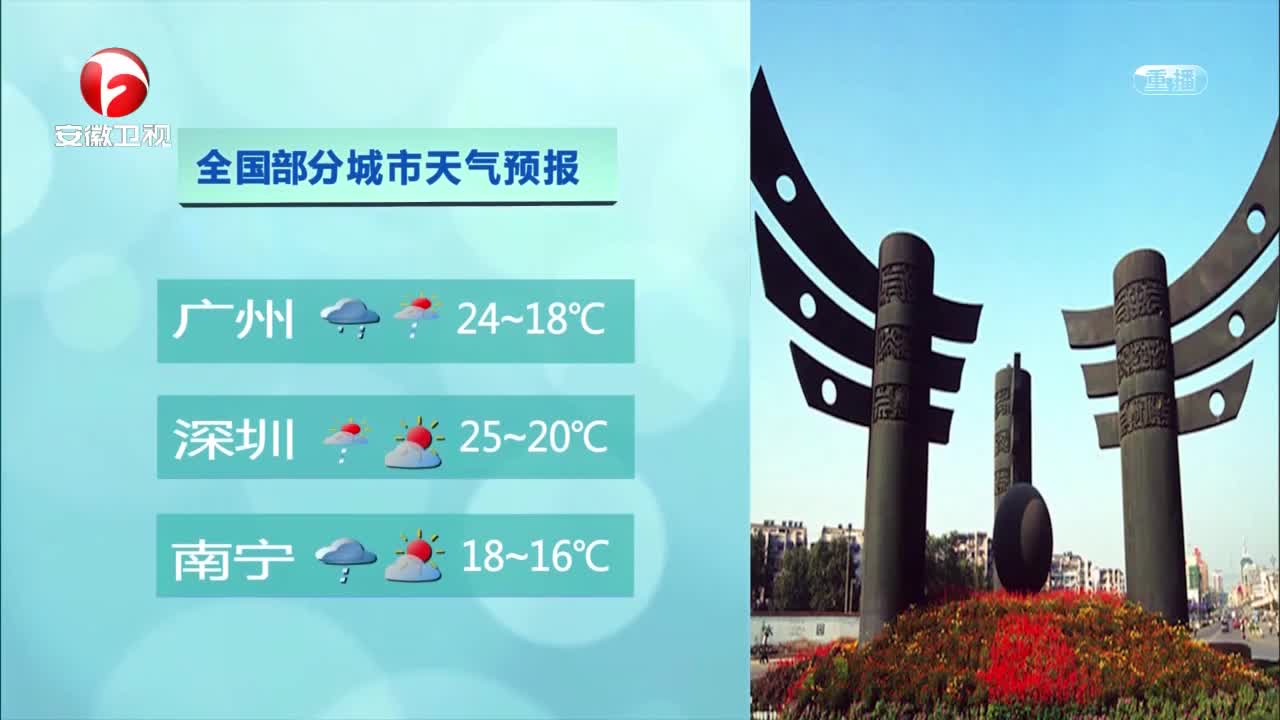 安徽卫视
重播
全国部分城市天气预报
广州 24~18℃
深圳 25~20℃
南宁 18~16℃